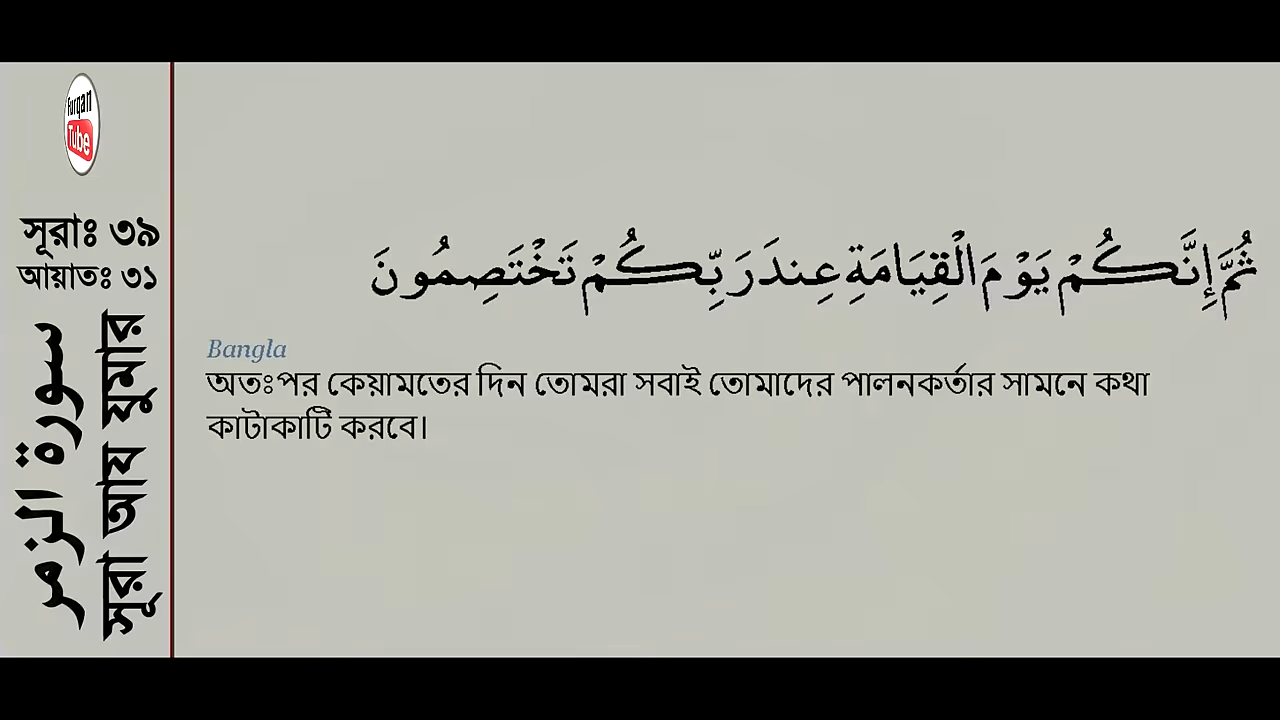 Furqan
Tube
সূরাঃ ৩৯
আয়াতঃ ৩১
سورة الزمر
সূরা আয যুমার
ثُمَّ إِنَّكُمْ يَوْمَ الْقِيَامَةِ عِندَ رَبِّكُمْ تَخْتَصِمُونَ
Bangla
অতঃপর কেয়ামতের দিন তোমরা সবাই তোমাদের পালনকর্তার সামনে কথা
কাটাকাটি করবে।